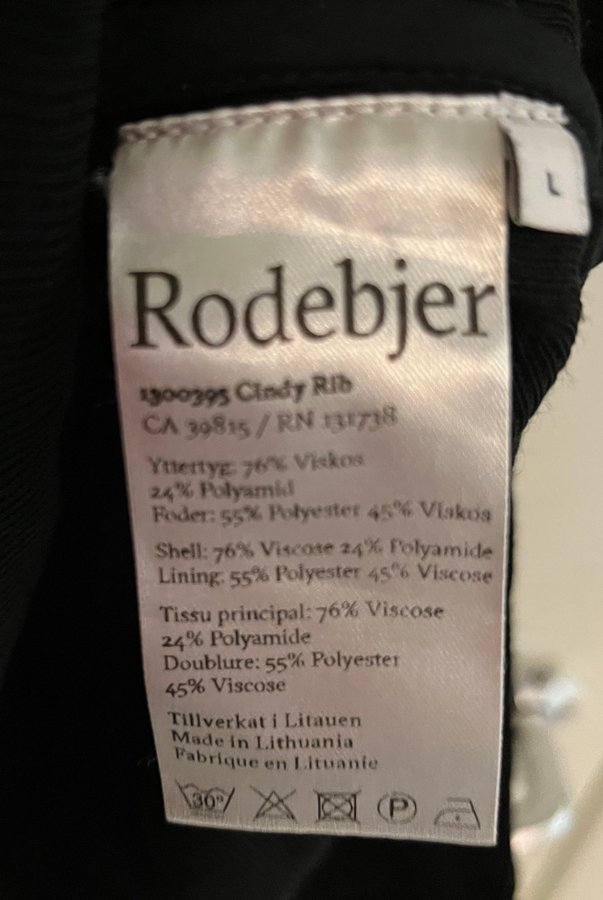 L
Rodebjer
1300395 Cindy Rib
CA 39815 / RN 131738
Yttertyg: 76% Viskos
24% Polyamid
Foder: 55% Polyester 45% Viskos
Shell: 76% Viscose 24% Polyamide
Lining: 55% Polyester 45% Viscose
Tissu principal: 76% Viscose
24% Polyamide
Doublure: 55% Polyester
45% Viscose
Tillverkat i Litauen
Made in Lithuania
Fabrique en Lituanie
30° P